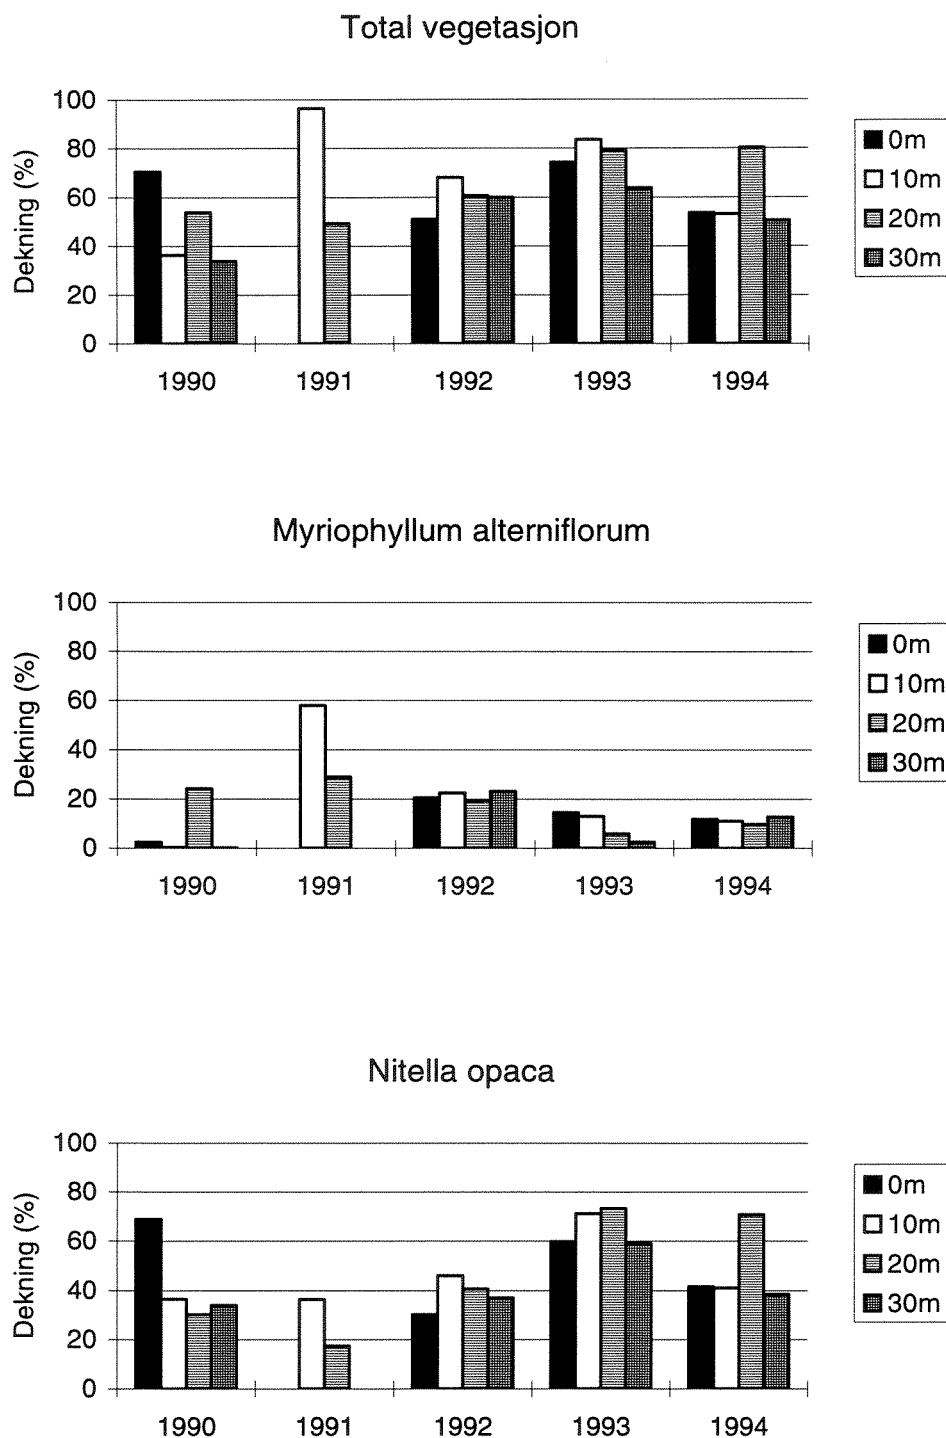 Total vegetasjon
Dekning (%)
100
80
60
40
20
0
1990 1991 1992 1993 1994
0m
10m
20m
30m
Myriophyllum alterniflorum
Dekning (%)
100
80
60
40
20
0
1990 1991 1992 1993 1994
0m
10m
20m
30m
Nitella opaca
Dekning (%)
100
80
60
40
20
0
1990 1991 1992 1993 1994
0m
10m
20m
30m